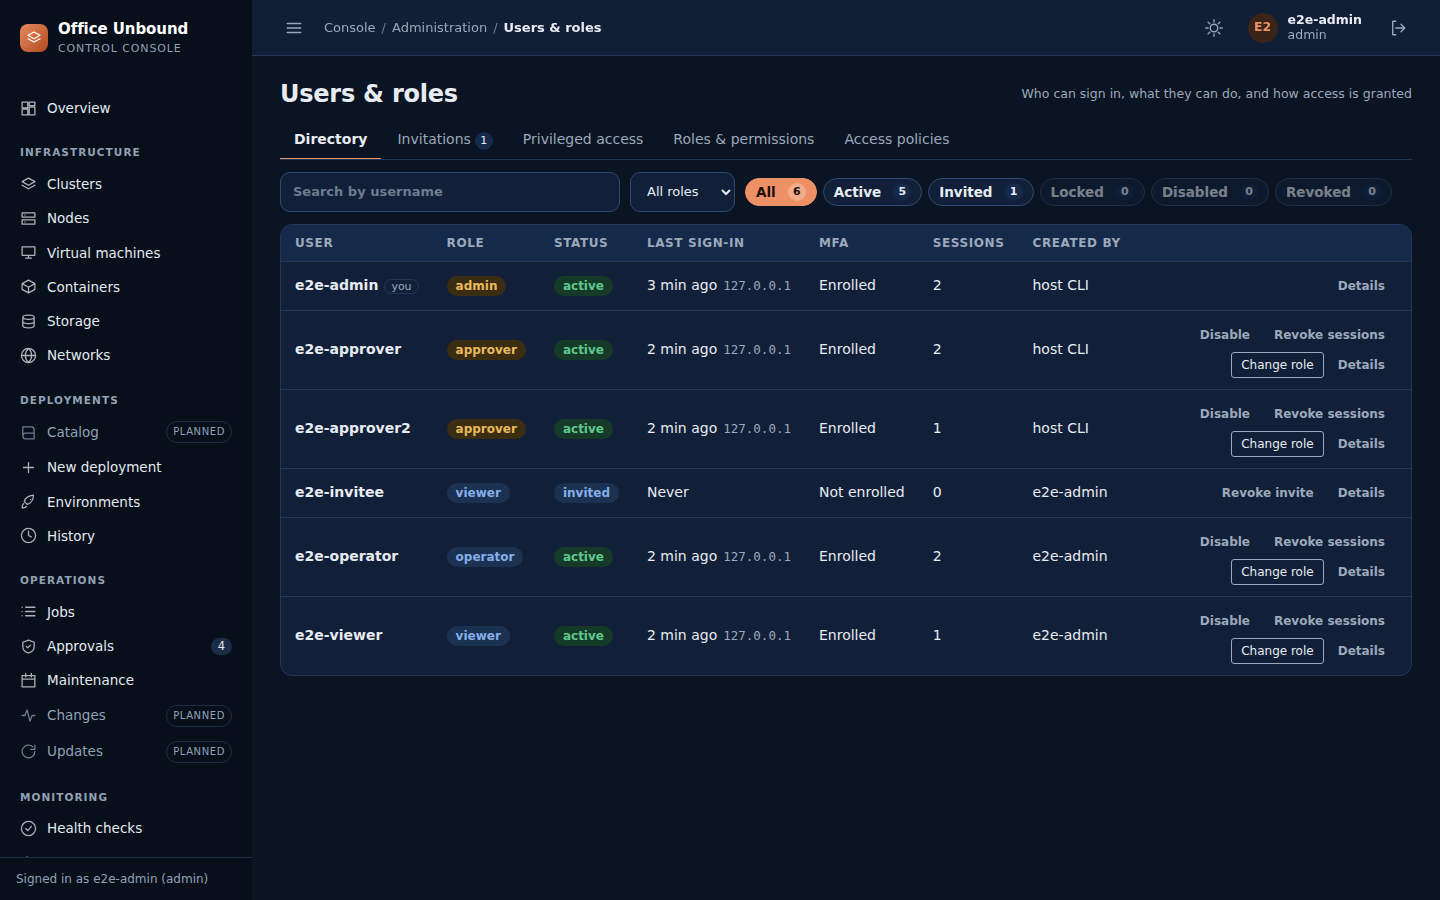 Office Unbound
CONTROL CONSOLE
Console / Administration / Users & roles
E2
e2e-admin
admin
Overview
INFRASTRUCTURE
Clusters
Nodes
Virtual machines
Containers
Storage
Networks
DEPLOYMENTS
Catalog PLANNED
New deployment
Environments
History
OPERATIONS
Jobs
Approvals 4
Maintenance
Changes PLANNED
Updates PLANNED
MONITORING
Health checks
Signed in as e2e-admin (admin)
Users & roles
Who can sign in, what they can do, and how access is granted
Directory Invitations 1 Privileged access Roles & permissions Access policies
Search by username All roles All 6 Active 5 Invited 1 Locked 0 Disabled 0 Revoked 0
USER ROLE STATUS LAST SIGN-IN MFA SESSIONS CREATED BY
e2e-admin you admin active 3 min ago 127.0.0.1 Enrolled 2 host CLI Details
Disable Revoke sessions
e2e-approver approver active 2 min ago 127.0.0.1 Enrolled 2 host CLI
Change role Details
Disable Revoke sessions
e2e-approver2 approver active 2 min ago 127.0.0.1 Enrolled 1 host CLI
Change role Details
e2e-invitee viewer invited Never Not enrolled 0 e2e-admin Revoke invite Details
Disable Revoke sessions
e2e-operator operator active 2 min ago 127.0.0.1 Enrolled 2 e2e-admin
Change role Details
Disable Revoke sessions
e2e-viewer viewer active 2 min ago 127.0.0.1 Enrolled 1 e2e-admin
Change role Details